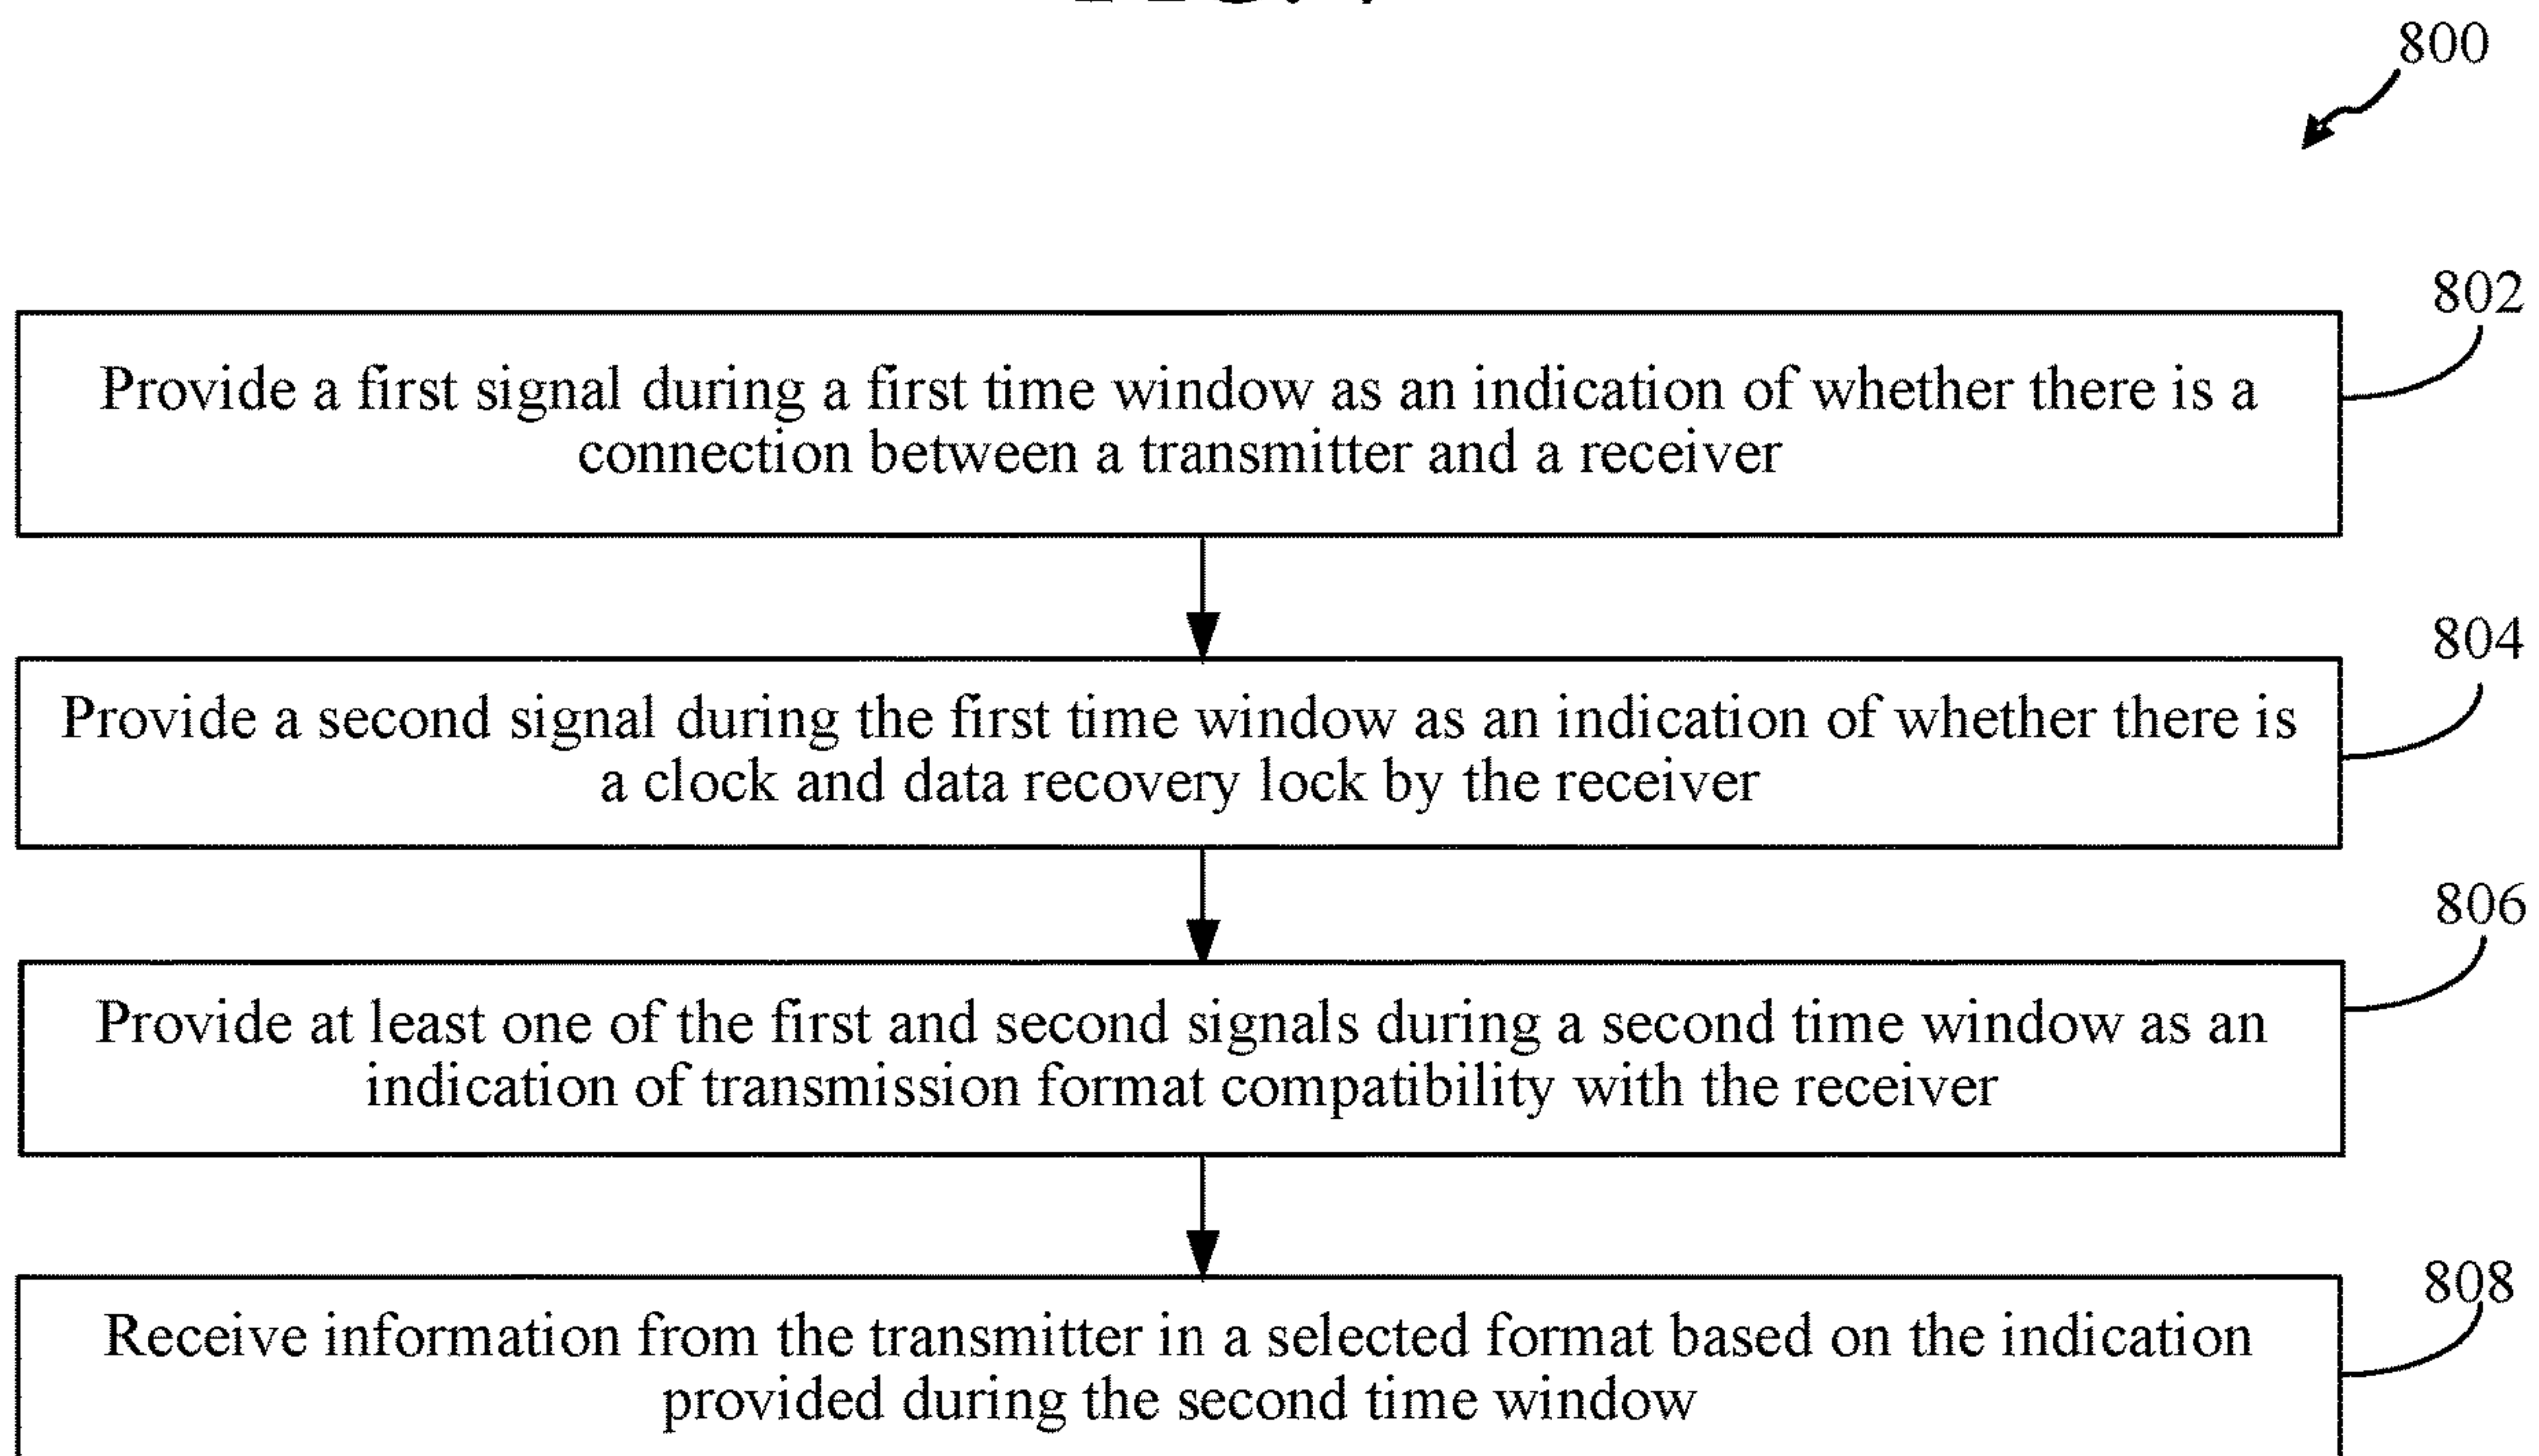 800
802
Provide a first signal during a first time window as an indication of whether there is a
connection between a transmitter and a receiver
804
Provide a second signal during the first time window as an indication of whether there is
a clock and data recovery lock by the receiver
806
Provide at least one of the first and second signals during a second time window as an
indication of transmission format compatibility with the receiver
808
Receive information from the transmitter in a selected format based on the indication
provided during the second time window